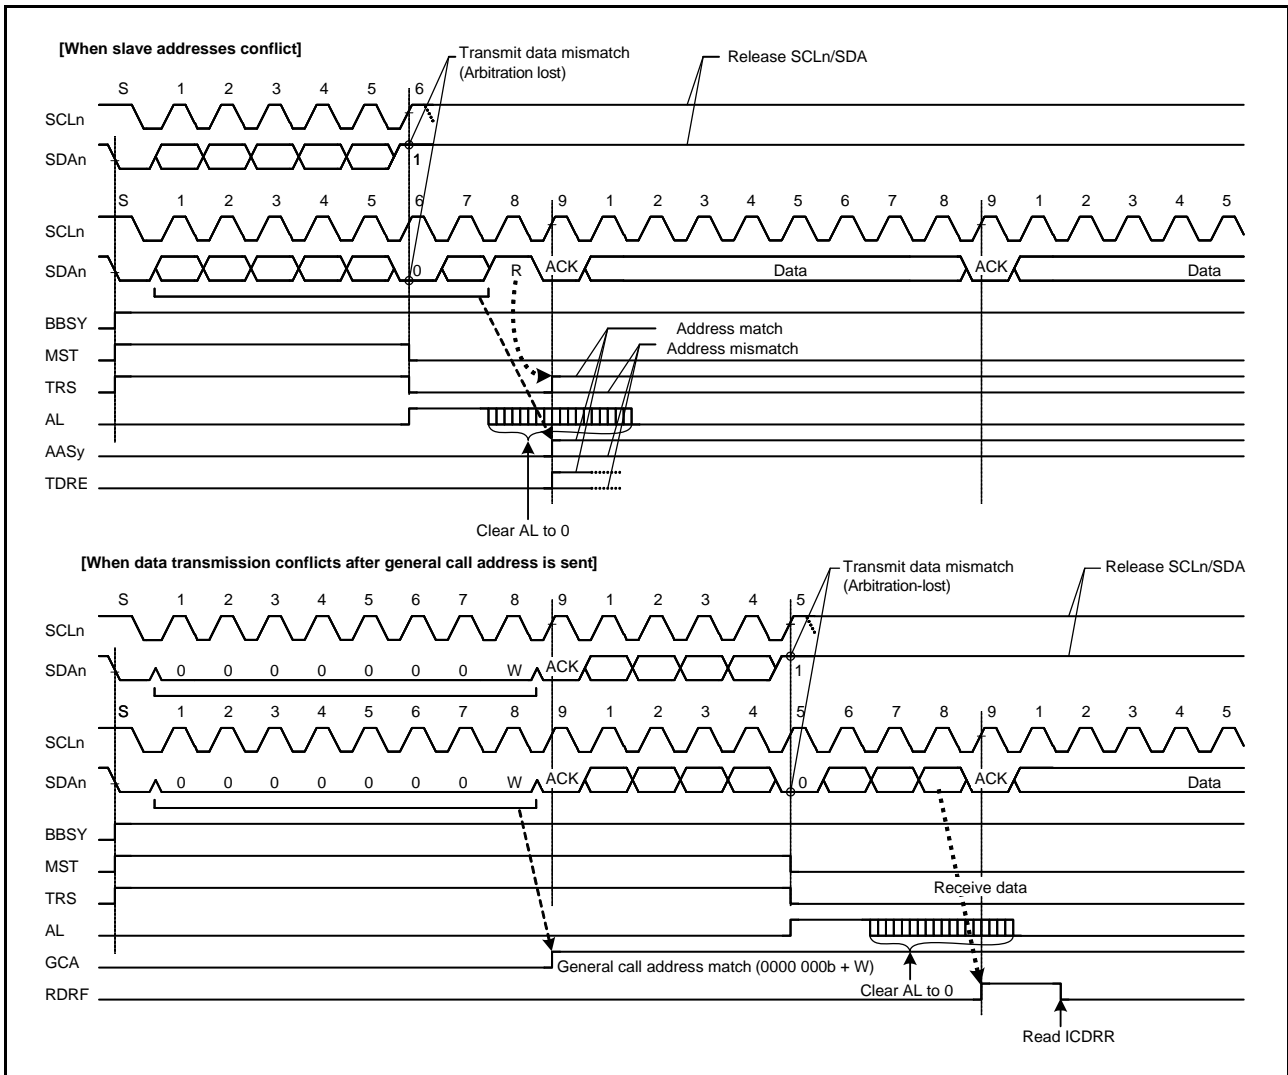 [When slave addresses conflict]
Transmit data mismatch
(Arbitration lost)
Release SCLn/SDA
S 1 2 3 4 5 6
SCLn
SDAn 1
S 1 2 3 4 5 6 7 8 9 1 2 3 4 5 6 7 8 9 1 2 3 4 5
SCLn
SDAn 0 R ACK Data ACK Data
BBSY
Address match
MST
Address mismatch
TRS
AL
AASy
TDRE
Clear AL to 0
[When data transmission conflicts after general call address is sent]
Transmit data mismatch
(Arbitration-lost)
Release SCLn/SDA
S 1 2 3 4 5 6 7 8 9 1 2 3 4 5
SCLn
SDAn 0 0 0 0 0 0 0 W ACK 1
S 1 2 3 4 5 6 7 8 9 1 2 3 4 5 6 7 8 9 1 2 3 4 5
SCLn
SDAn 0 0 0 0 0 0 0 W ACK 0 ACK Data
BBSY
MST
Receive data
TRS
AL
GCA
General call address match (0000 000b + W)
Clear AL to 0
RDRF
Read ICDRR